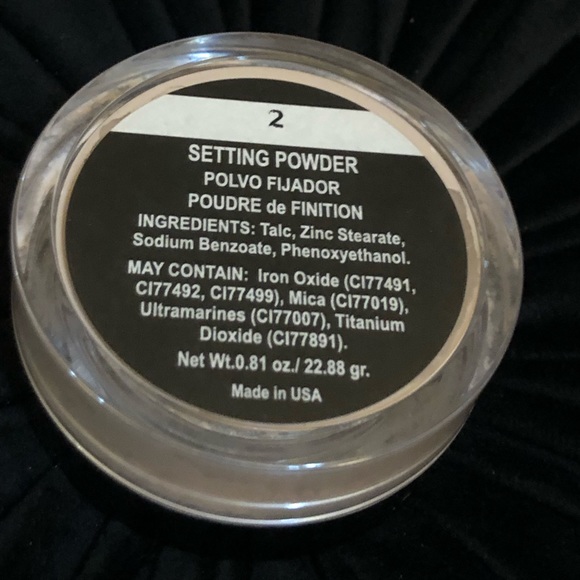 2
SETTING POWDER
POLVO FIJADOR
POUDRE de FINITION
INGREDIENTS: Talc, Zinc Stearate,
Sodium Benzoate, Phenoxyethanol.
MAY CONTAIN: Iron Oxide (CI77491,
CI77492, CI77499), Mica (CI77019),
Ultramarines (CI77007), Titanium
Dioxide (CI77891).
Net Wt.0.81 oz./ 22.88 gr.
Made in USA